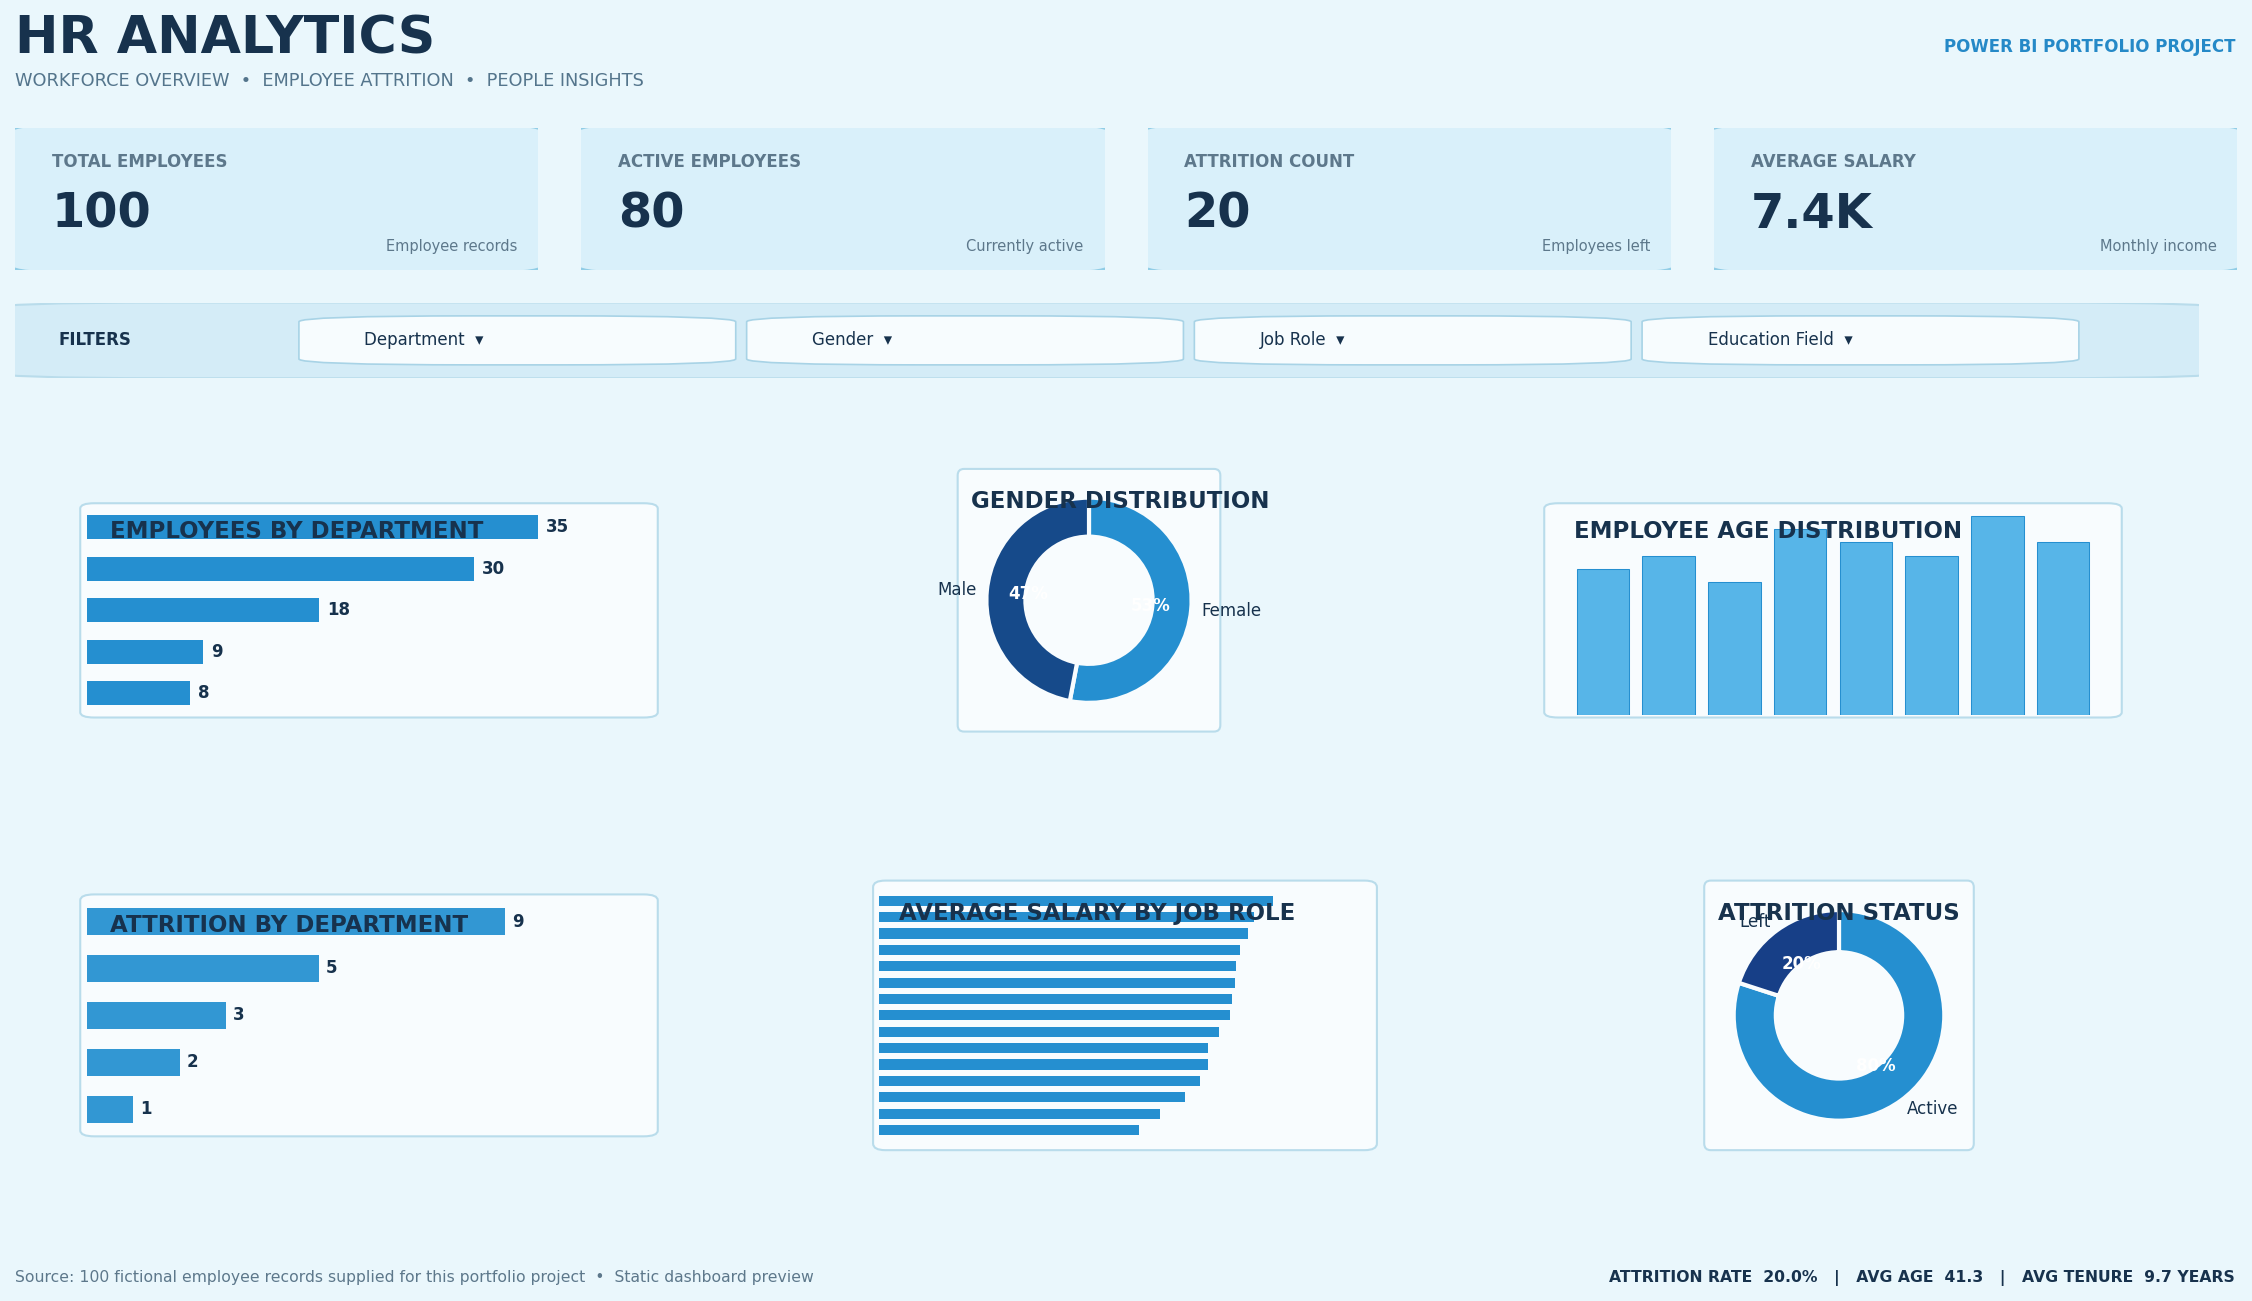 HR ANALYTICS
POWER BI PORTFOLIO PROJECT
WORKFORCE OVERVIEW • EMPLOYEE ATTRITION • PEOPLE INSIGHTS
TOTAL EMPLOYEES
100
Employee records
ACTIVE EMPLOYEES
80
Currently active
ATTRITION COUNT
20
Employees left
AVERAGE SALARY
7.4K
Monthly income
FILTERS
Department ▾
Gender ▾
Job Role ▾
Education Field ▾
EMPLOYEES BY DEPARTMENT
35
30
18
9
8
GENDER DISTRIBUTION
Male
47%
Female
EMPLOYEE AGE DISTRIBUTION
ATTRITION BY DEPARTMENT
9
5
3
2
1
AVERAGE SALARY BY JOB ROLE
ATTRITION STATUS
Left
20%
Active
Source: 100 fictional employee records supplied for this portfolio project • Static dashboard preview
ATTRITION RATE 20.0% | AVG AGE 41.3 | AVG TENURE 9.7 YEARS